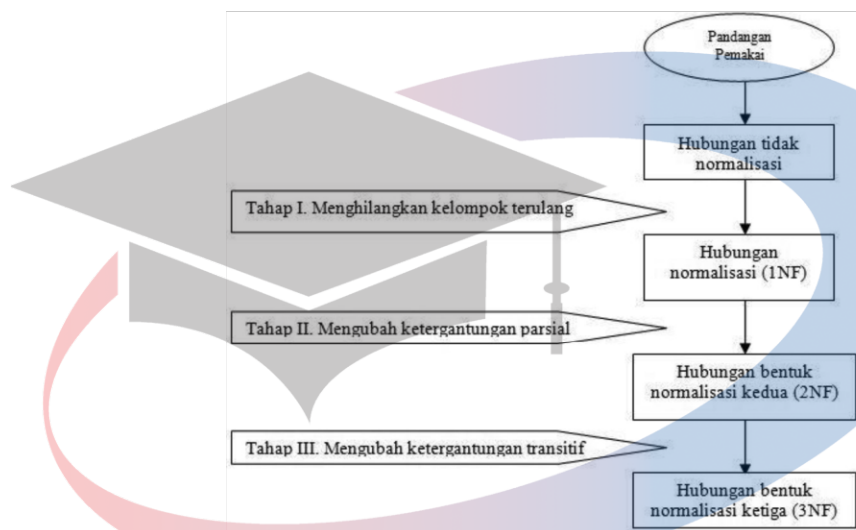 Pandangan
Pemakai
Hubungan tidak
normalisasi
Tahap I. Menghilangkan kelompok terulang
Hubungan
normalisasi (1NF)
Tahap II. Mengubah ketergantungan parsial
Hubungan bentuk
normalisasi kedua (2NF)
Tahap III. Mengubah ketergantungan transitif
Hubungan bentuk
normalisasi ketiga (3NF)